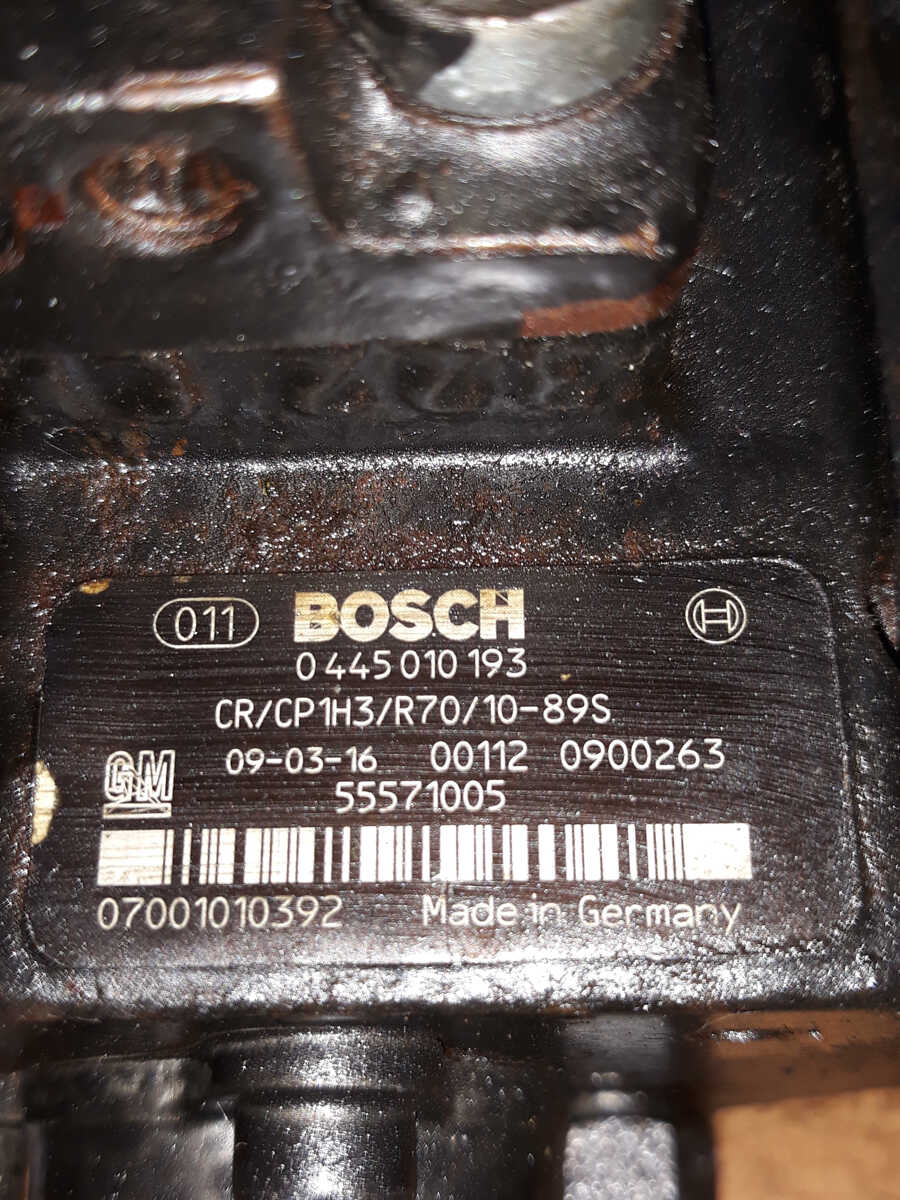 011 BOSCH
0 445 010 193
CR/CP1H3/R70/10-89S
09-03-16 00112 0900263
GM
55571005
07001010392 Made in Germany